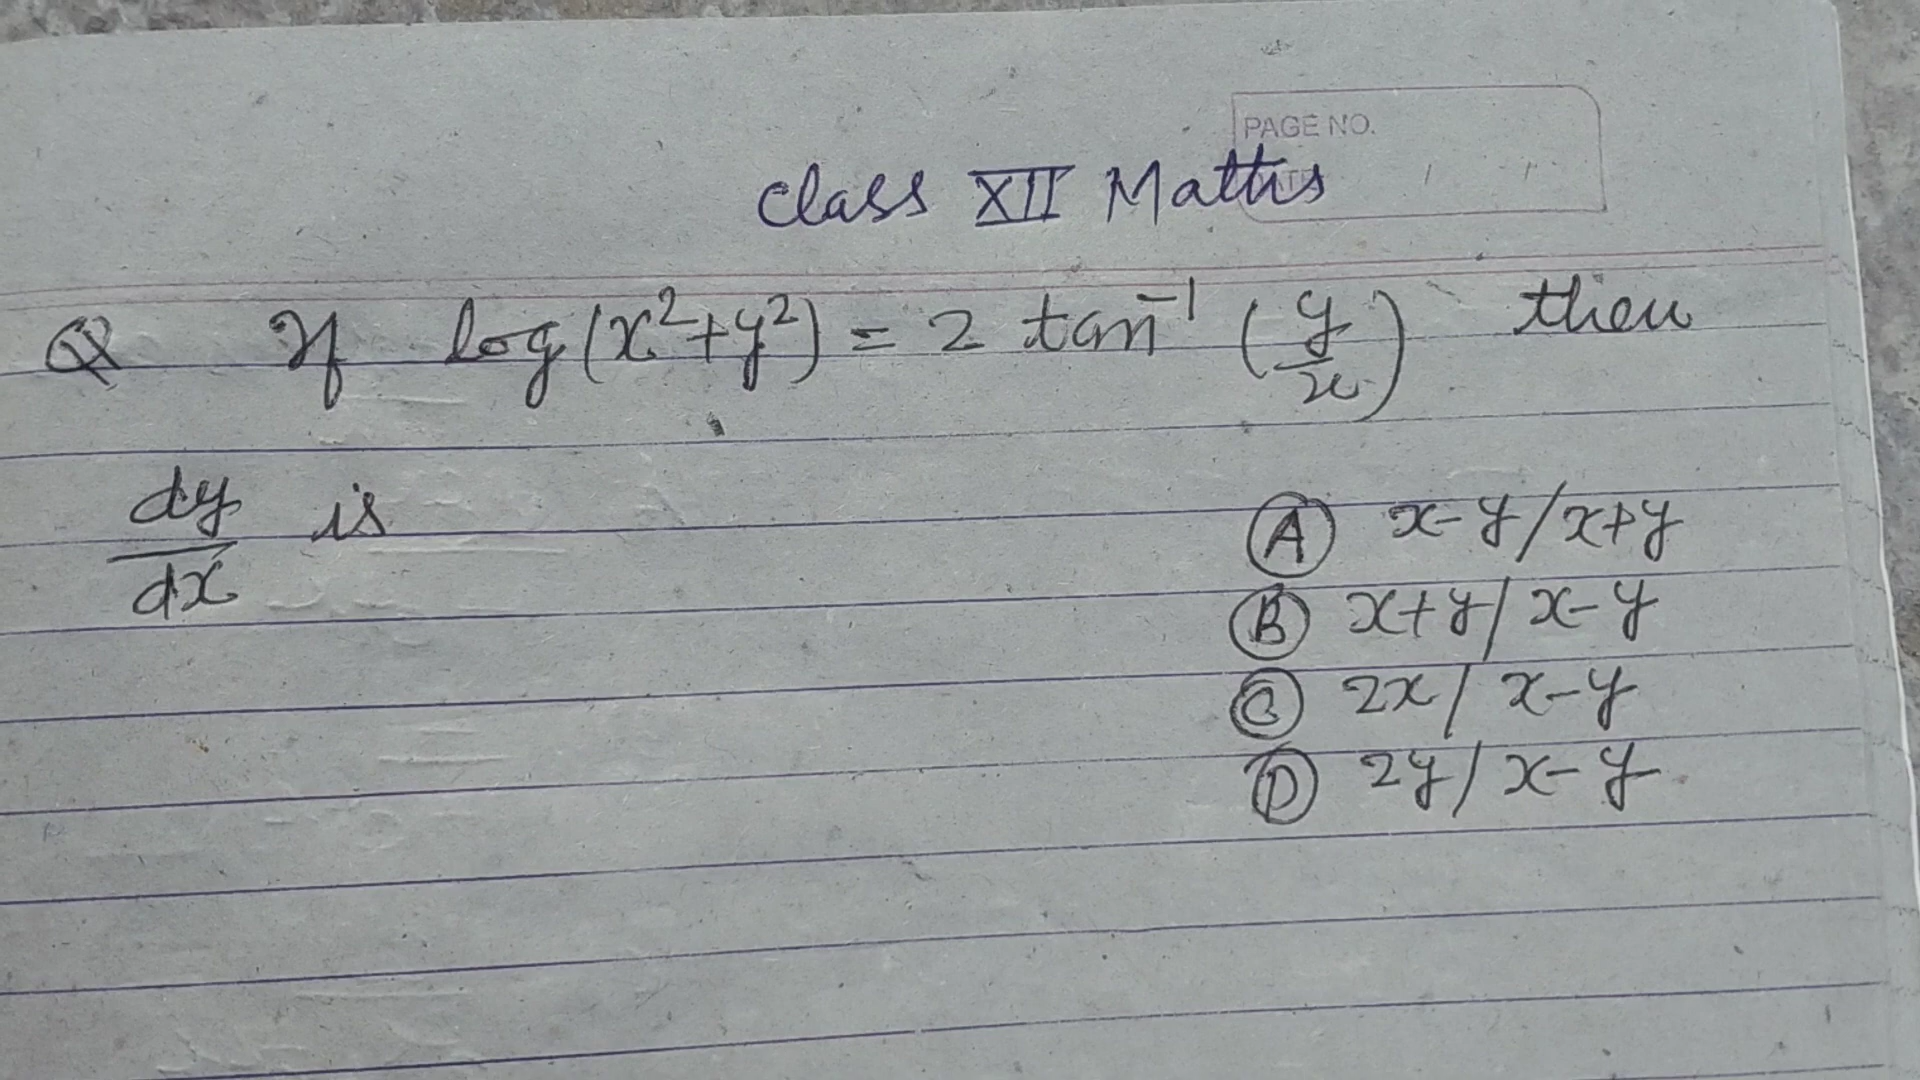 PAGE NO.
Class XII Maths
Q If log(x²+y²) = 2 tan⁻¹ (y/x) then
dy/dx is
(A) x-y/x+y
(B) x+y/x-y
(C) 2x/x-y
(D) 2y/x-y